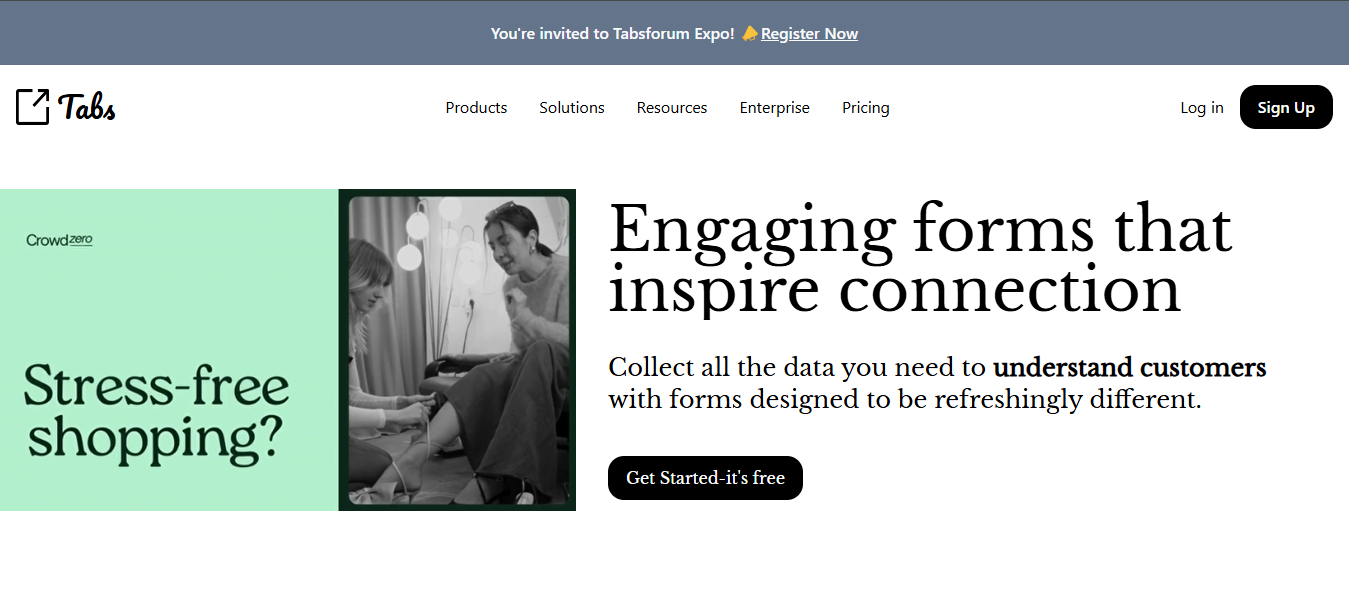 You're invited to Tabsforum Expo! Register Now
Tabs
Products
Solutions
Resources
Enterprise
Pricing
Log in
Sign Up
Crowdzero
Stress-free
shopping?
Engaging forms that
inspire connection
Collect all the data you need to understand customers
with forms designed to be refreshingly different.
Get Started-it's free